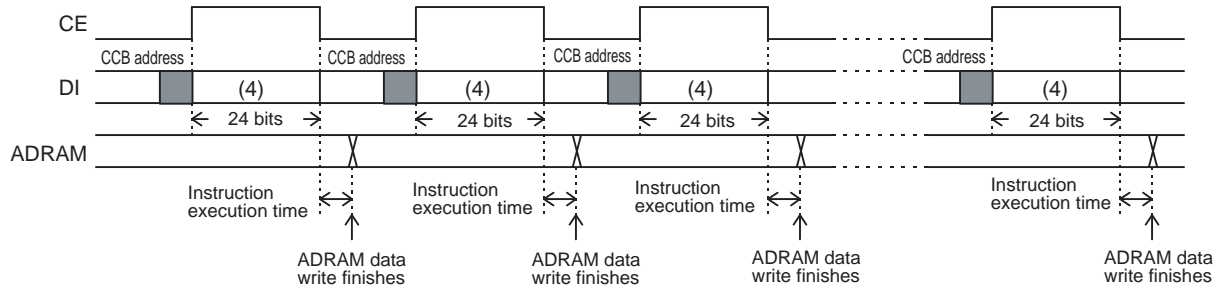 CE
CCB address CCB address CCB address CCB address
DI (4) (4) (4) (4)
24 bits 24 bits 24 bits 24 bits
ADRAM
Instruction execution time
Instruction execution time
Instruction execution time
Instruction execution time
ADRAM data write finishes
ADRAM data write finishes
ADRAM data write finishes
ADRAM data write finishes